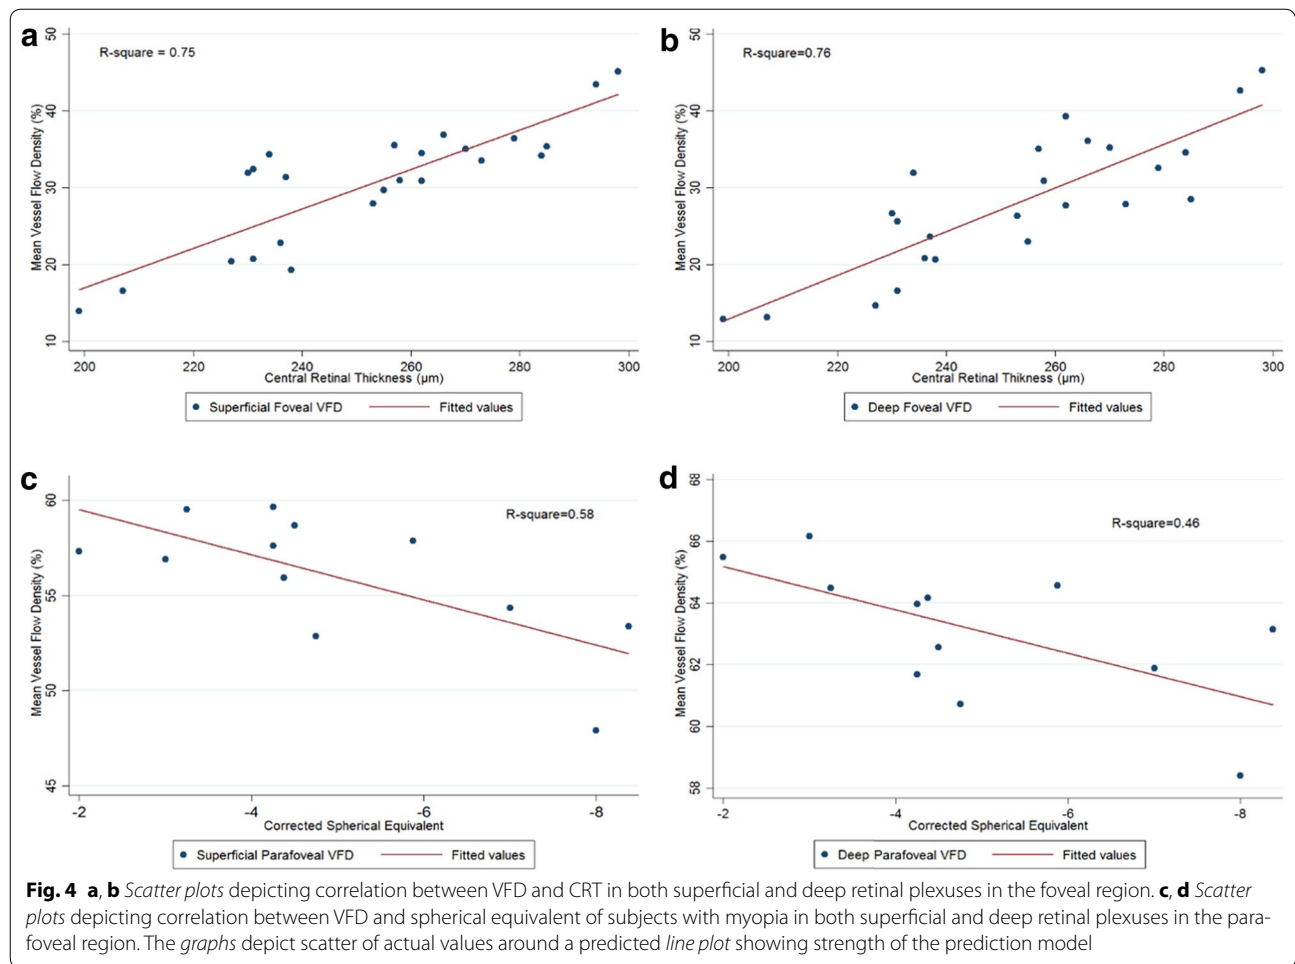 a
R-square = 0.75
Mean Vessel Flow Density (%)
50
40
30
20
10
200 220 240 260 280 300
Central Retinal Thickness (µm)
Superficial Foveal VFD Fitted values
b
R-square=0.76
Mean Vessel Flow Density (%)
50
40
30
20
10
200 220 240 260 280 300
Central Retinal Thikness (µm)
Deep Foveal VFD Fitted values
c
R-square=0.58
Mean Vessel Flow Density (%)
60
55
50
45
-2 -4 -6 -8
Corrected Spherical Equivalent
Superficial Parafoveal VFD Fitted values
d
R-square=0.46
Mean Vessel Flow Density (%)
68
66
64
62
60
58
-2 -4 -6 -8
Corrected Spherical Equivalent
Deep Parafoveal VFD Fitted values
Fig. 4 a, b Scatter plots depicting correlation between VFD and CRT in both superficial and deep retinal plexuses in the foveal region. c, d Scatter
plots depicting correlation between VFD and spherical equivalent of subjects with myopia in both superficial and deep retinal plexuses in the para-
foveal region. The graphs depict scatter of actual values around a predicted line plot showing strength of the prediction model